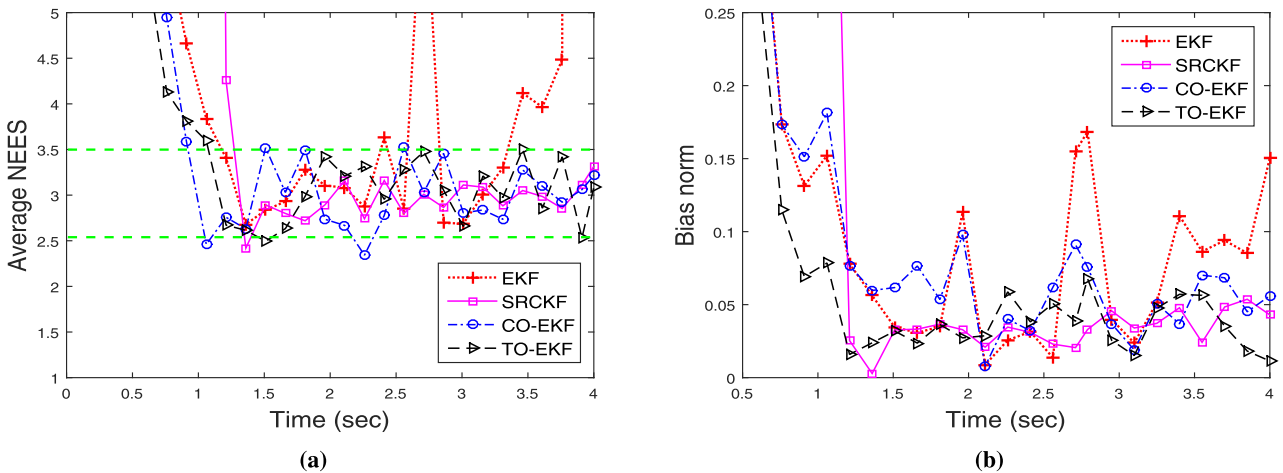 5
4.5
4
3.5
3
2.5
2
1.5
1
0 0.5 1 1.5 2 2.5 3 3.5 4
Average NEES
Time (sec)
EKF
SRCKF
CO-EKF
TO-EKF
(a)
0.25
0.2
0.15
0.1
0.05
0
0.5 1 1.5 2 2.5 3 3.5 4
Bias norm
Time (sec)
EKF
SRCKF
CO-EKF
TO-EKF
(b)